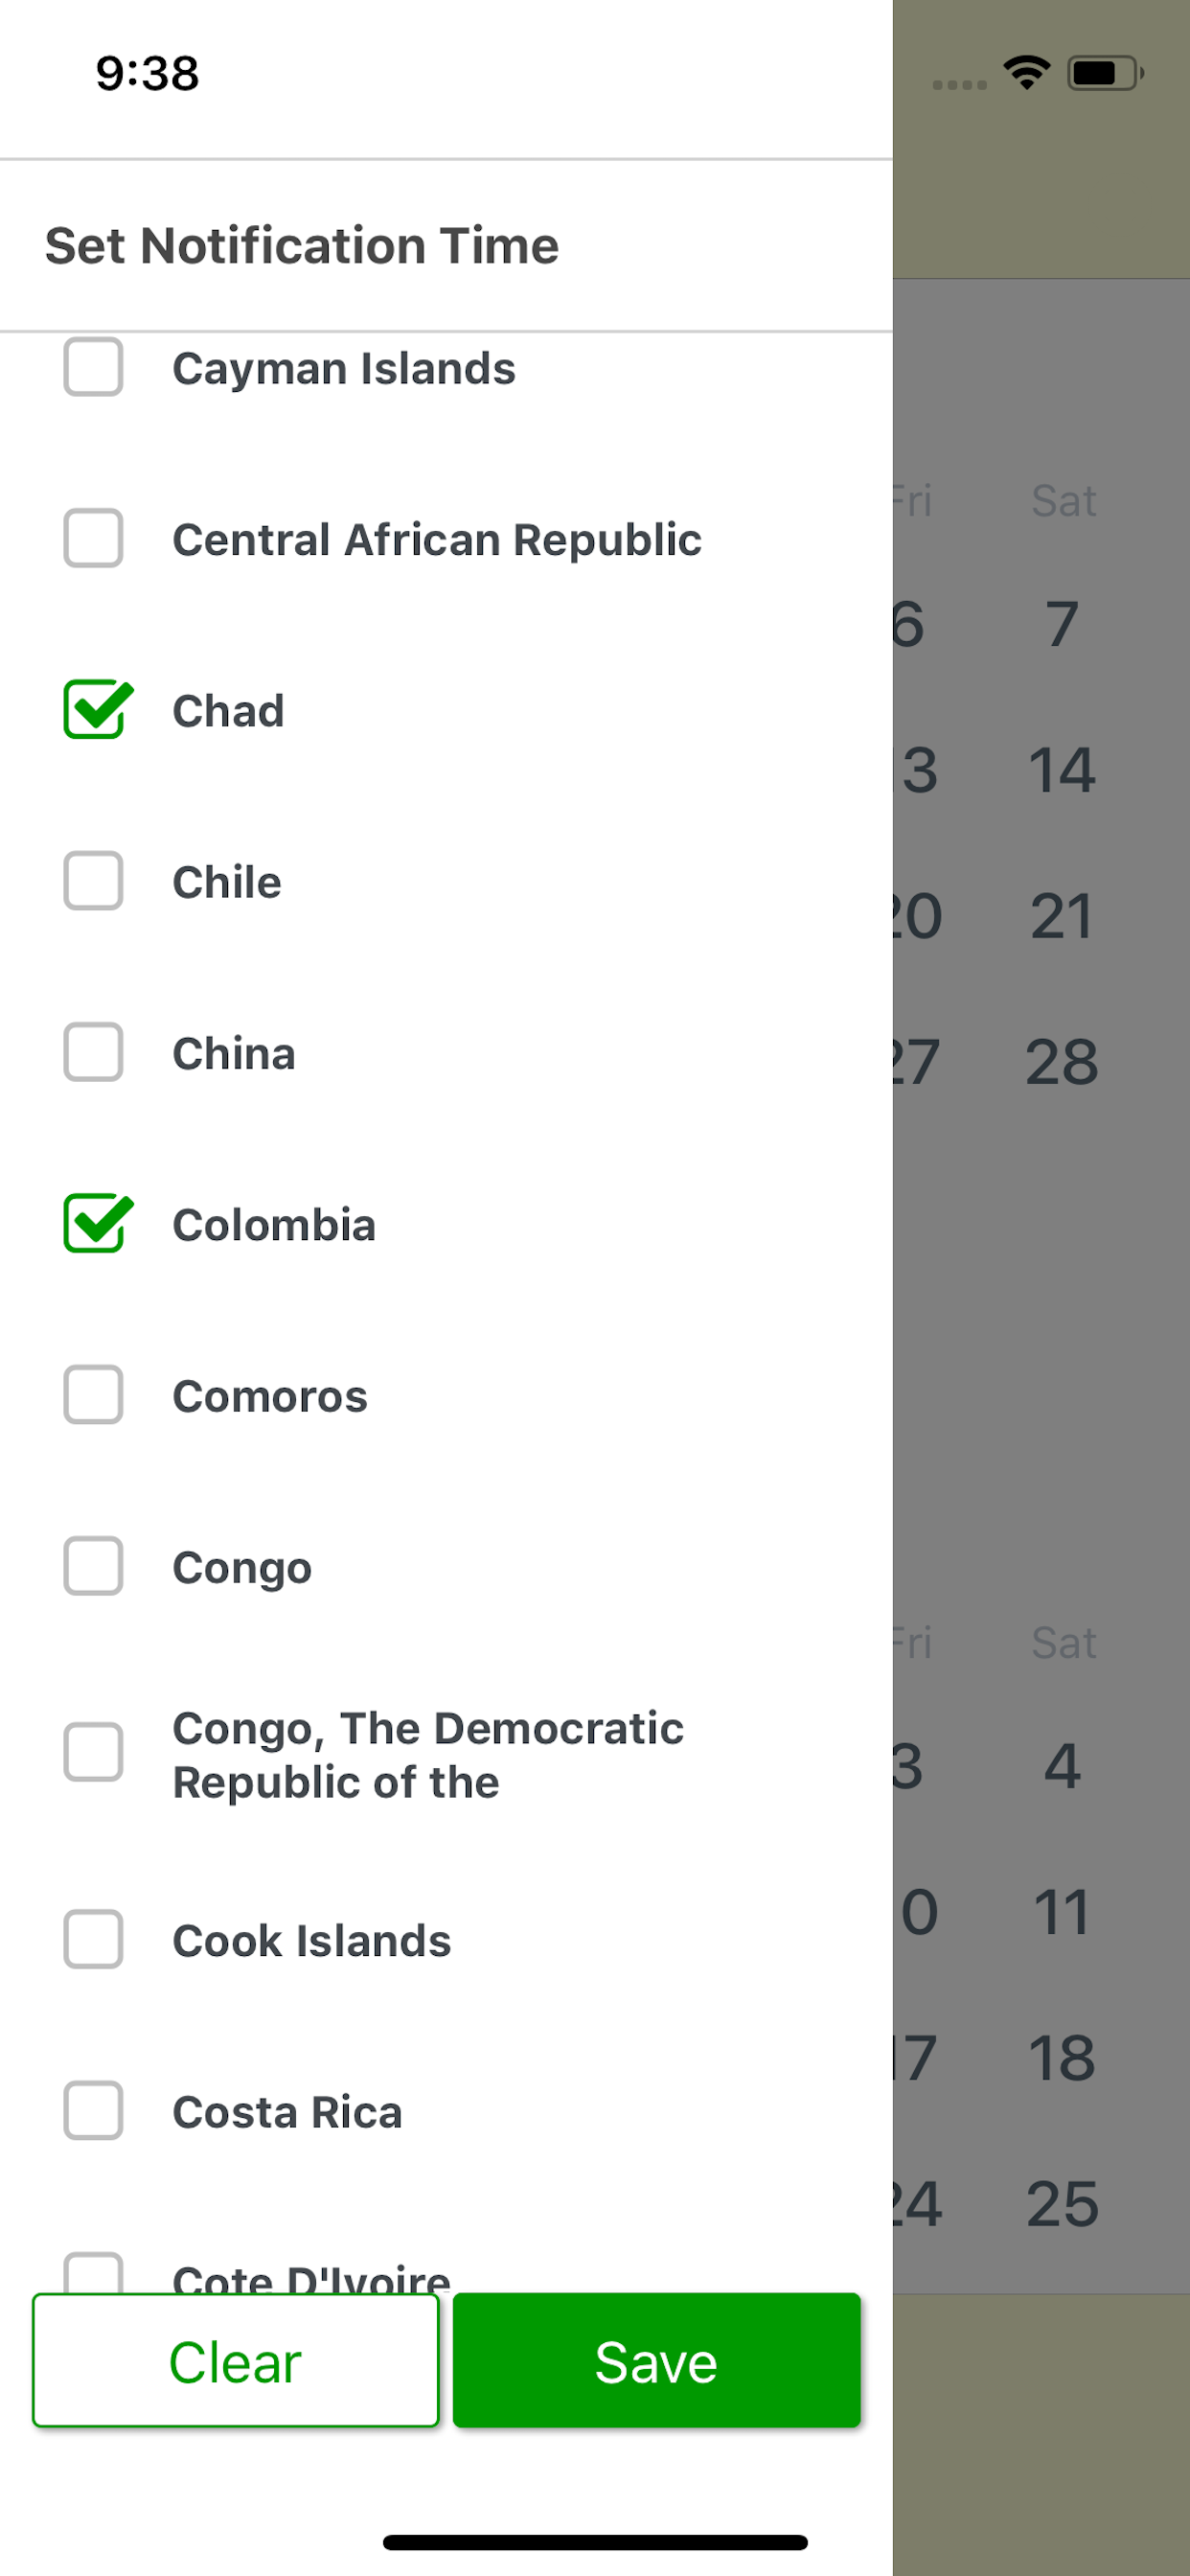 9:38
Set Notification Time
Cayman Islands
Central African Republic
Chad
Chile
China
Colombia
Comoros
Congo
Congo, The Democratic
Republic of the
Cook Islands
Costa Rica
Cote D'Ivoire
Clear
Save
Fri Sat
6 7
13 14
20 21
27 28
Fri Sat
3 4
10 11
17 18
24 25